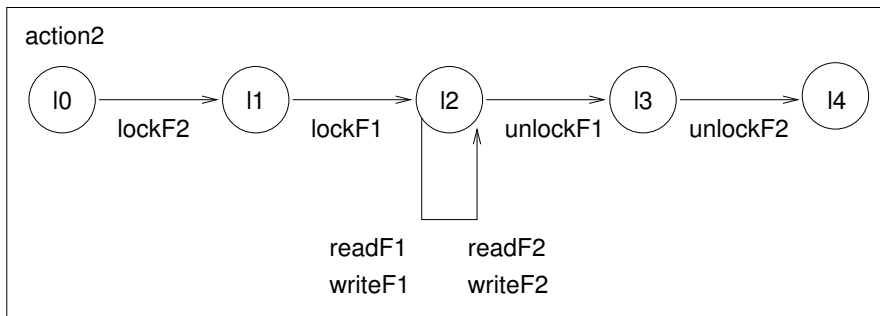 action2
l0 l1 l2 l3 l4
lockF2 lockF1 unlockF1 unlockF2
readF1 readF2
writeF1 writeF2